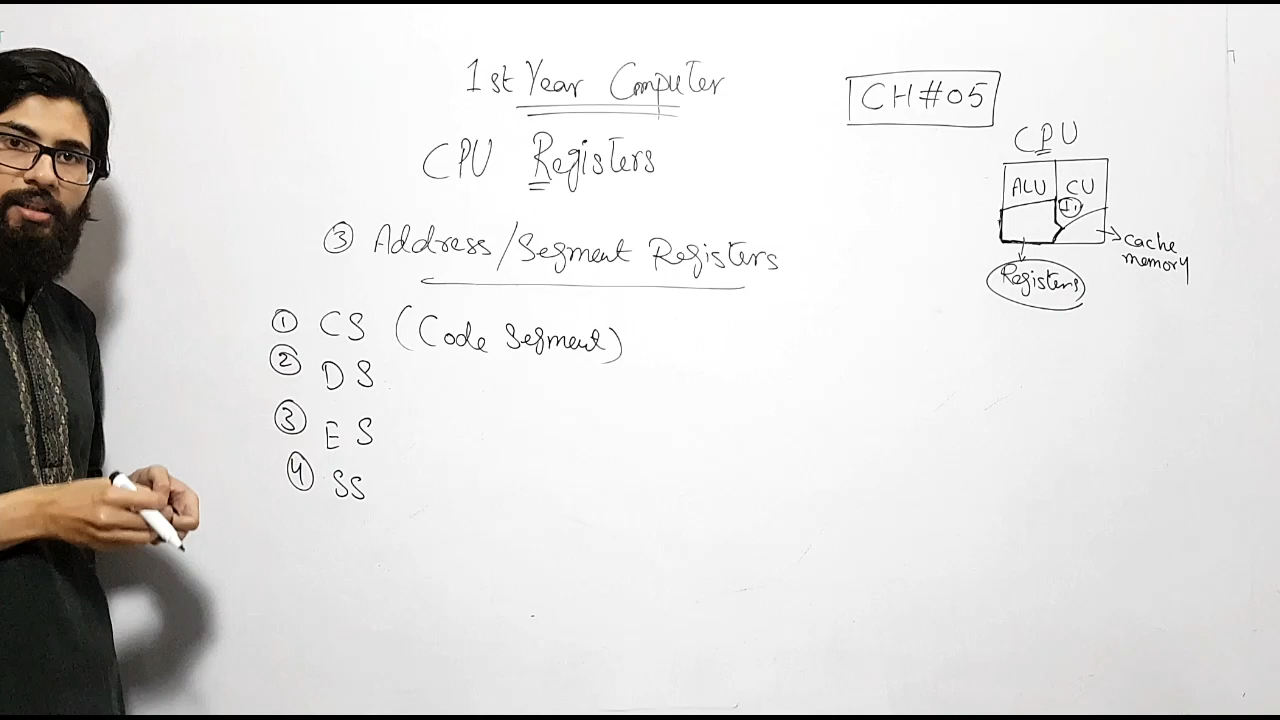 1st Year Computer
CH#05
CPU Registers
CPU
ALU CU
→ cache
memory
Registers
③ Address/Segment Registers
① CS (Code Segment)
② DS
③ ES
④ SS